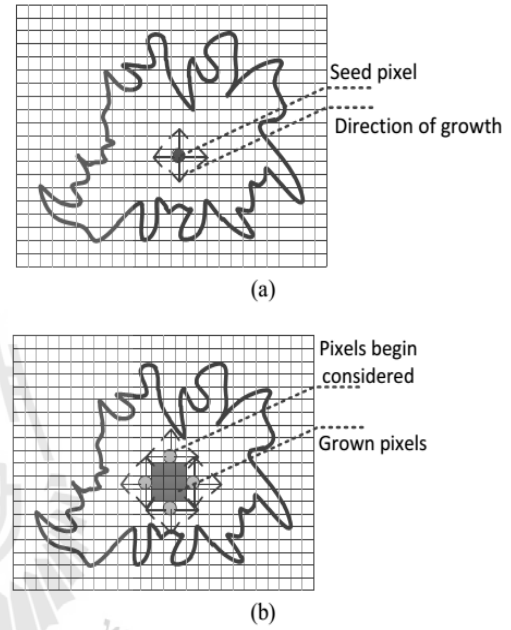 Seed pixel
Direction of growth
(a)
Pixels begin
considered
Grown pixels
(b)